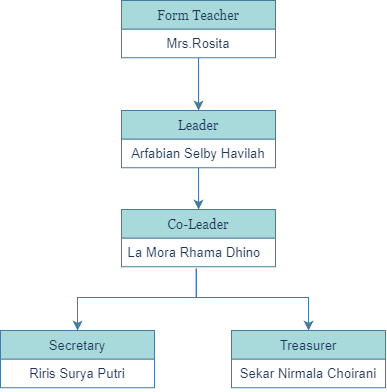 Form Teacher
Mrs.Rosita
Leader
Arfabian Selby Havilah
Co-Leader
La Mora Rhama Dhino
Secretary
Riris Surya Putri
Treasurer
Sekar Nirmala Choirani